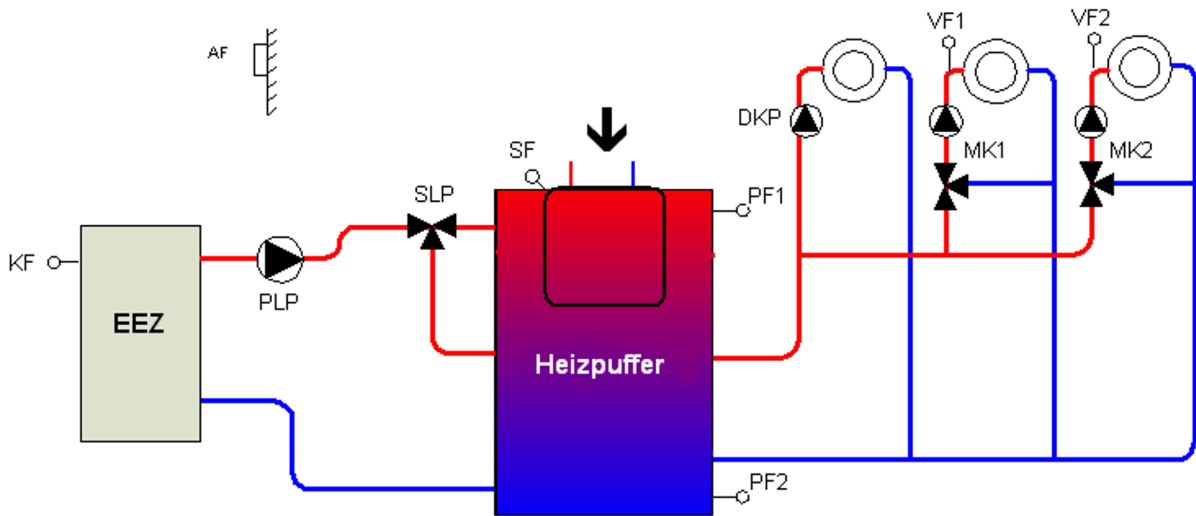 AF
VF1
VF2
DKP
MK1
MK2
SF
SLP
PF1
KF
PLP
EEZ
Heizpuffer
PF2